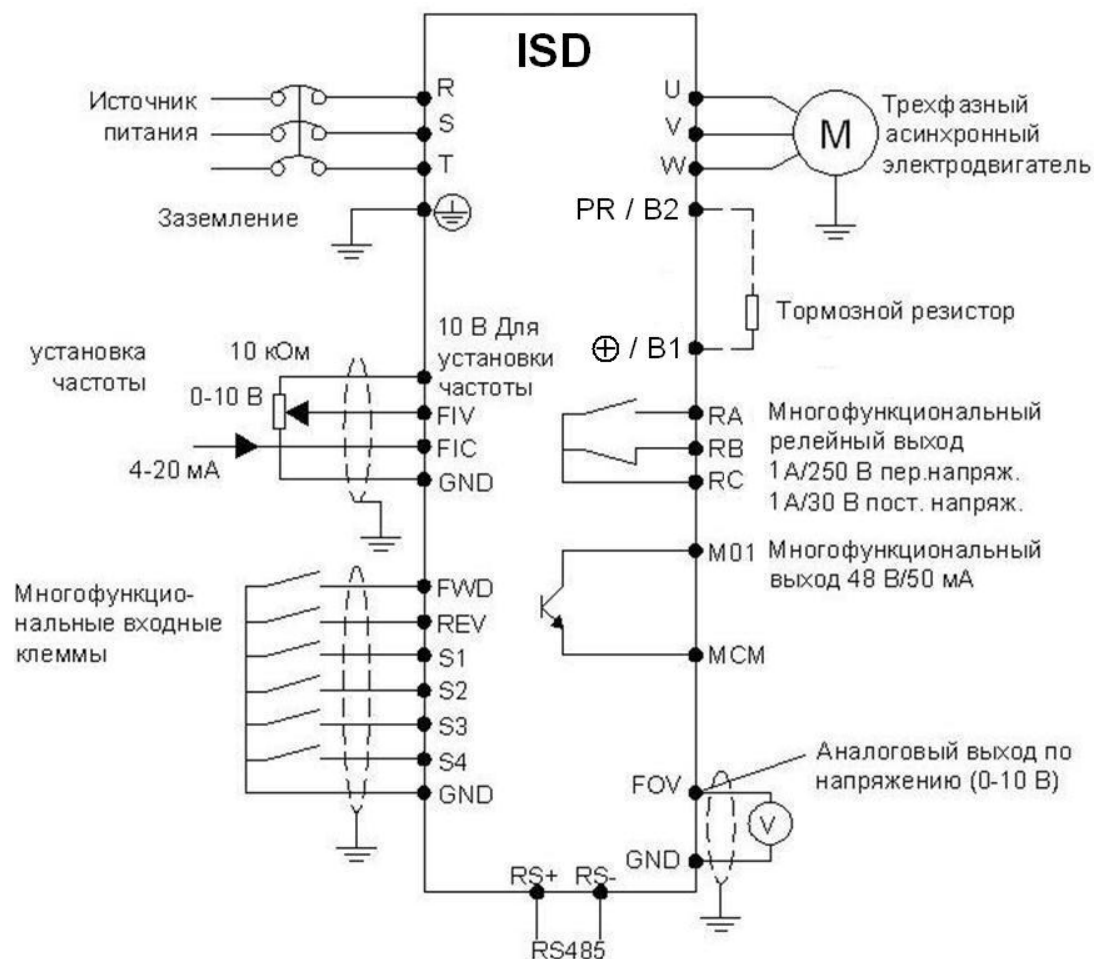 ISD
Источник
питания
R
S
T
Заземление
U
V
W
M
Трехфазный
асинхронный
электродвигатель
PR / B2
Тормозной резистор
⊕ / B1
установка
частоты
10 кОм
0-10 В
4-20 мА
10 В Для
установки
частоты
FIV
FIC
GND
RA
RB
RC
Многофункциональный
релейный выход
1А/250 В пер.напряж.
1А/30 В пост. напряж.
M01
Многофункциональный
выход 48 В/50 мА
MCM
Многофункцио-
нальные входные
клеммы
FWD
REV
S1
S2
S3
S4
GND
Аналоговый выход по
напряжению (0-10 В)
FOV
V
GND
RS+ RS-
RS485